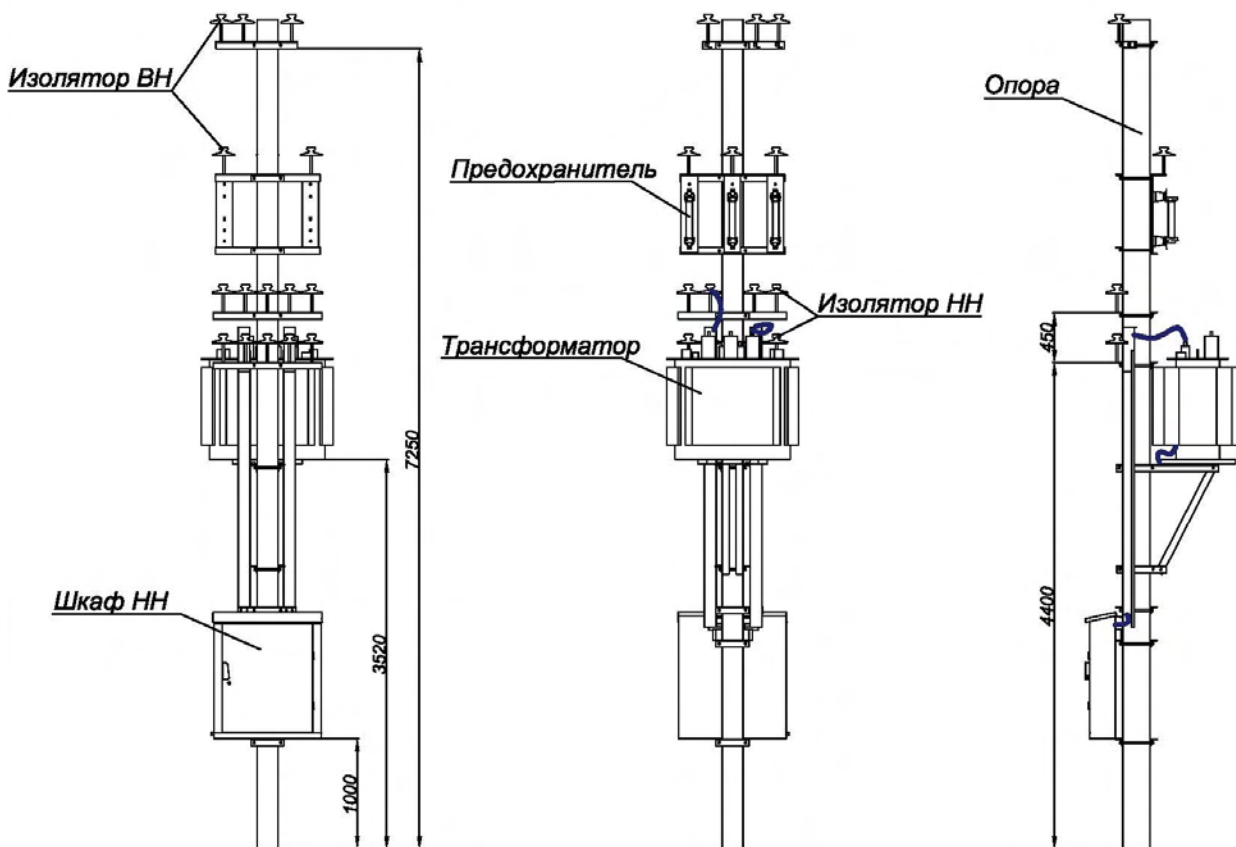 Изолятор ВН
Опора
Предохранитель
Изолятор НН
Трансформатор
450
7250
Шкаф НН
3520
4400
1000